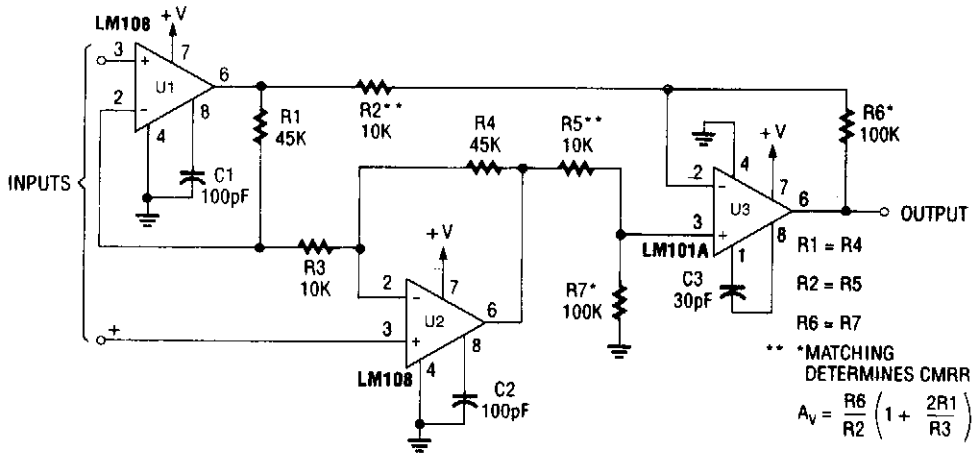 LM108
+V
3
+
7
U1
6
2
−
8
4
R1
45K
R2**
10K
R4
45K
R5**
10K
R6*
100K
C1
100pF
INPUTS
4
+V
2
−
7
U3
6
OUTPUT
3
+
8
LM101A
1
R3
10K
+V
2
−
7
U2
6
+
3
+
8
LM108
4
C2
100pF
R7*
100K
C3
30pF
R1 = R4
R2 = R5
R6 = R7
** *MATCHING
DETERMINES CMRR
Av = R6/R2 (1 + 2R1/R3)